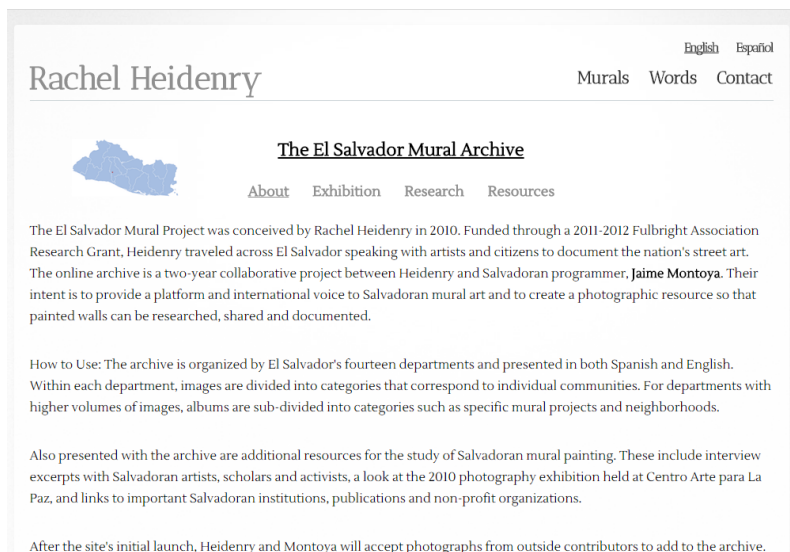 English Español
Rachel Heidenry
Murals Words Contact
The El Salvador Mural Archive
About Exhibition Research Resources
The El Salvador Mural Project was conceived by Rachel Heidenry in 2010. Funded through a 2011-2012 Fulbright Association
Research Grant, Heidenry traveled across El Salvador speaking with artists and citizens to document the nation's street art.
The online archive is a two-year collaborative project between Heidenry and Salvadoran programmer, Jaime Montoya. Their
intent is to provide a platform and international voice to Salvadoran mural art and to create a photographic resource so that
painted walls can be researched, shared and documented.
How to Use: The archive is organized by El Salvador's fourteen departments and presented in both Spanish and English.
Within each department, images are divided into categories that correspond to individual communities. For departments with
higher volumes of images, albums are sub-divided into categories such as specific mural projects and neighborhoods.
Also presented with the archive are additional resources for the study of Salvadoran mural painting. These include interview
excerpts with Salvadoran artists, scholars and activists, a look at the 2010 photography exhibition held at Centro Arte para La
Paz, and links to important Salvadoran institutions, publications and non-profit organizations.
After the site's initial launch, Heidenry and Montoya will accept photographs from outside contributors to add to the archive.